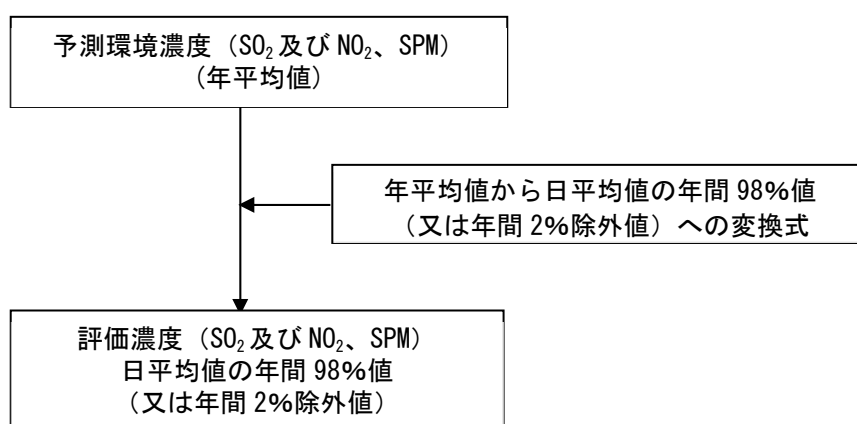 予測環境濃度（SO₂及びNO₂、SPM）
（年平均値）
年平均値から日平均値の年間98%値
（又は年間2%除外値）への変換式
評価濃度（SO₂及びNO₂、SPM）
日平均値の年間98%値
（又は年間2%除外値）